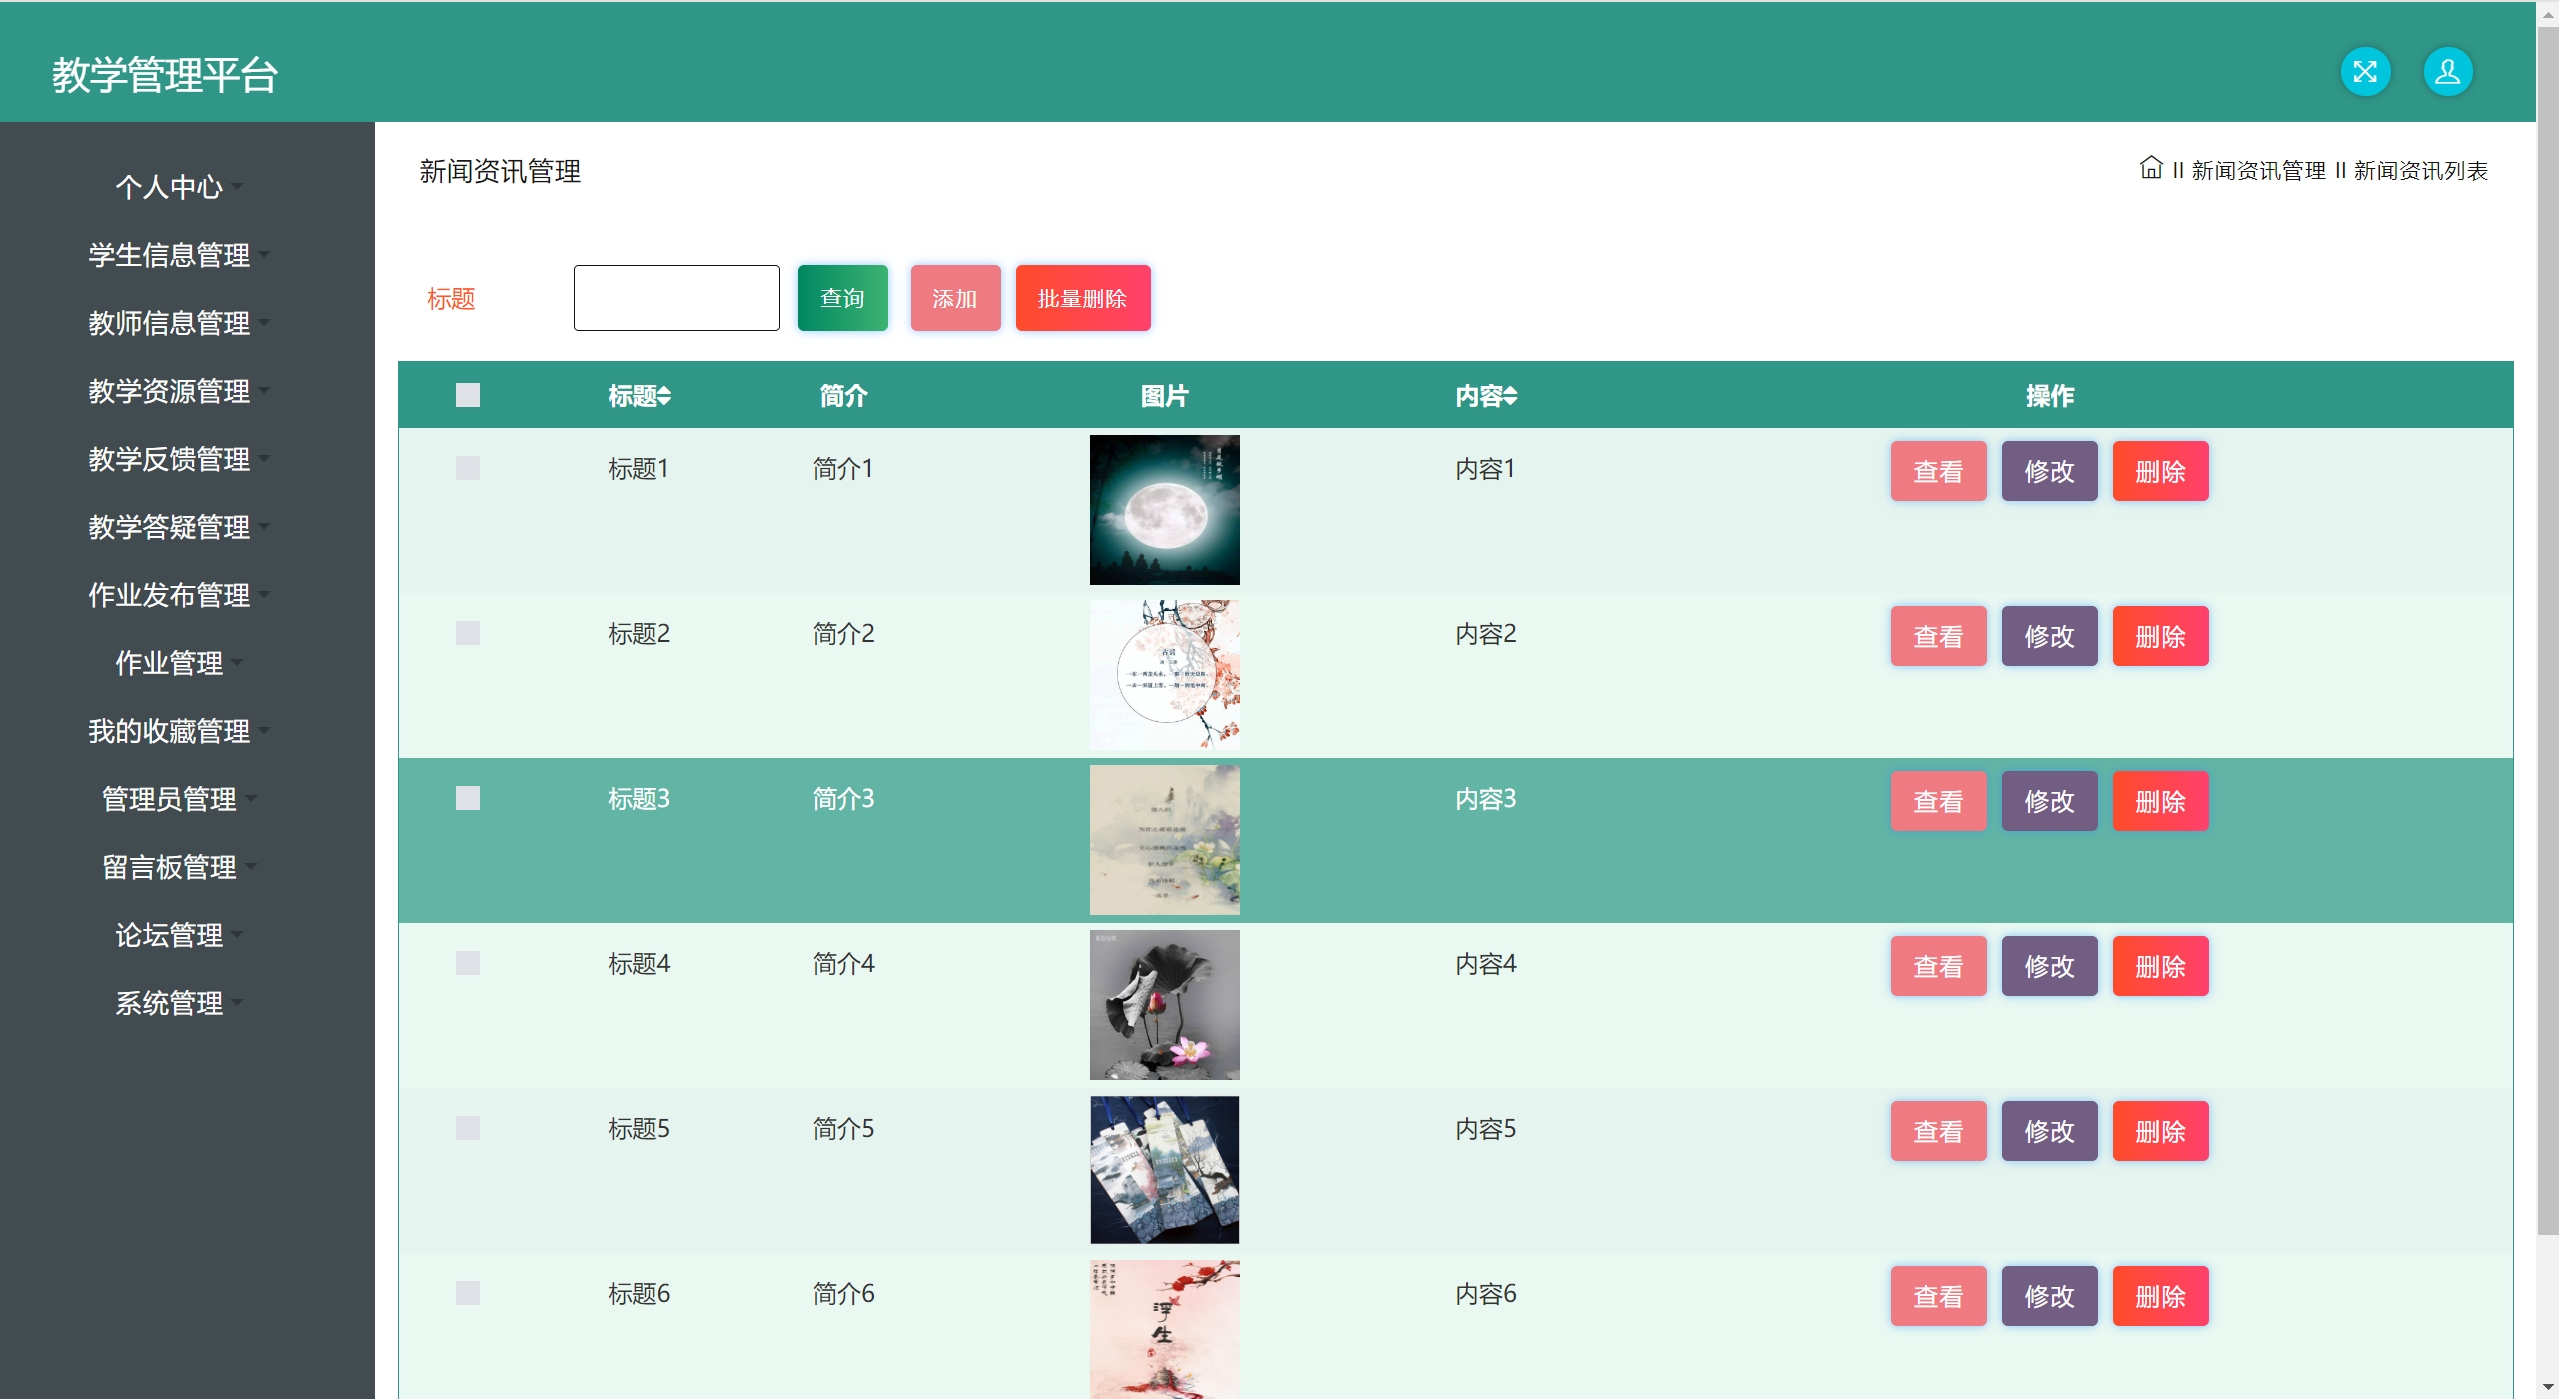 教学管理平台
个人中心
学生信息管理
教师信息管理
教学资源管理
教学反馈管理
教学答疑管理
作业发布管理
作业管理
我的收藏管理
管理员管理
留言板管理
论坛管理
系统管理
新闻资讯管理
II 新闻资讯管理 II 新闻资讯列表
标题 查询 添加 批量删除
标题 简介 图片 内容 操作
标题1 简介1 内容1 查看 修改 删除
标题2 简介2 内容2 查看 修改 删除
标题3 简介3 内容3 查看 修改 删除
标题4 简介4 内容4 查看 修改 删除
标题5 简介5 内容5 查看 修改 删除
标题6 简介6 内容6 查看 修改 删除
浮生